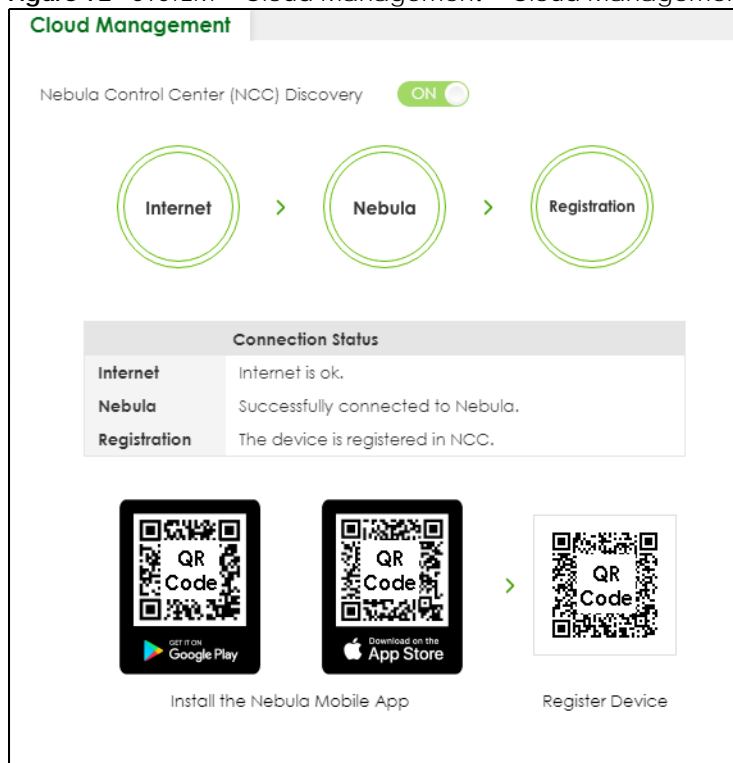 Cloud Management
Nebula Control Center (NCC) Discovery ON
Internet > Nebula > Registration
Connection Status
Internet Internet is ok.
Nebula Successfully connected to Nebula.
Registration The device is registered in NCC.
QR Code
GET IT ON
Google Play
QR Code
Download on the
App Store
>
QR Code
Install the Nebula Mobile App
Register Device